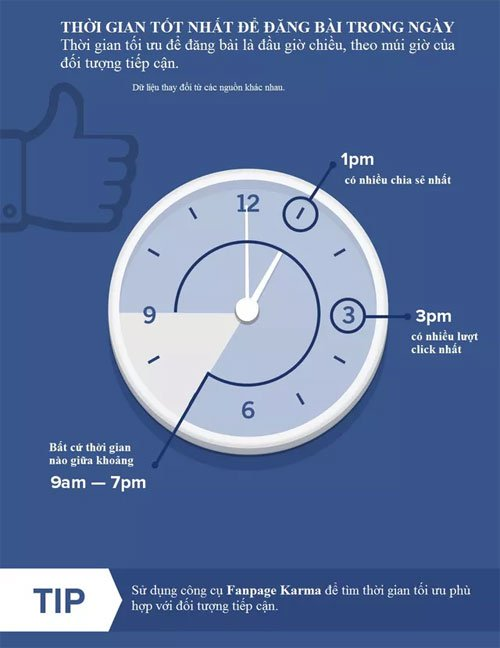 THỜI GIAN TỐT NHẤT ĐỂ ĐĂNG BÀI TRONG NGÀY
Thời gian tối ưu để đăng bài là đầu giờ chiều, theo múi giờ của
đối tượng tiếp cận.
Dữ liệu thay đổi từ các nguồn khác nhau.
1pm
có nhiều chia sẻ nhất
12
9
3
3pm
có nhiều lượt
click nhất
6
Bất cứ thời gian
nào giữa khoảng
9am — 7pm
TIP
Sử dụng công cụ Fanpage Karma để tìm thời gian tối ưu phù
hợp với đối tượng tiếp cận.